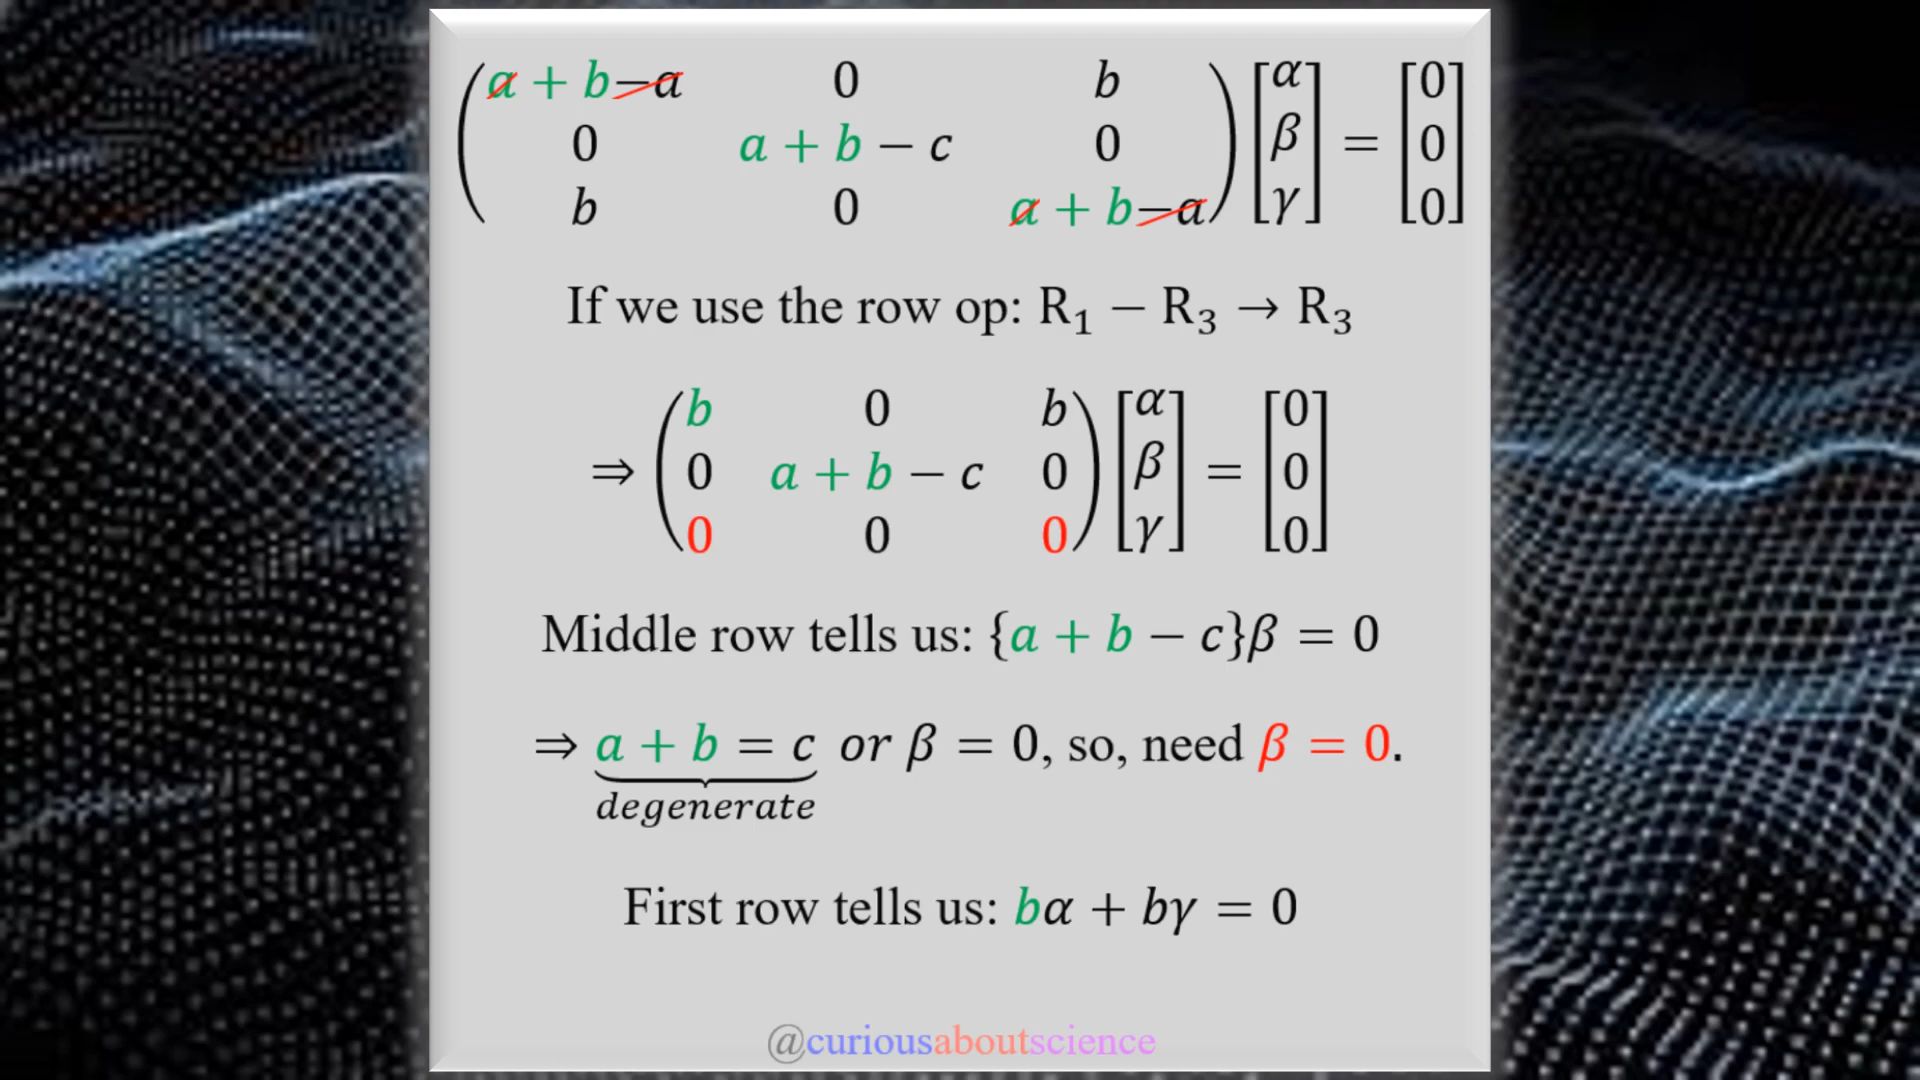 (a + b − a   0   b) [α] = [0]
(0   a + b − c   0) [β] = [0]
(b   0   a + b − a) [γ] = [0]
If we use the row op: R₁ − R₃ → R₃
⇒ (b   0   b) [α] = [0]
(0   a + b − c   0) [β] = [0]
(0   0   0) [γ] = [0]
Middle row tells us: {a + b − c}β = 0
⇒ a + b = c or β = 0, so, need β = 0.
degenerate
First row tells us: bα + bγ = 0
@curiousaboutscience